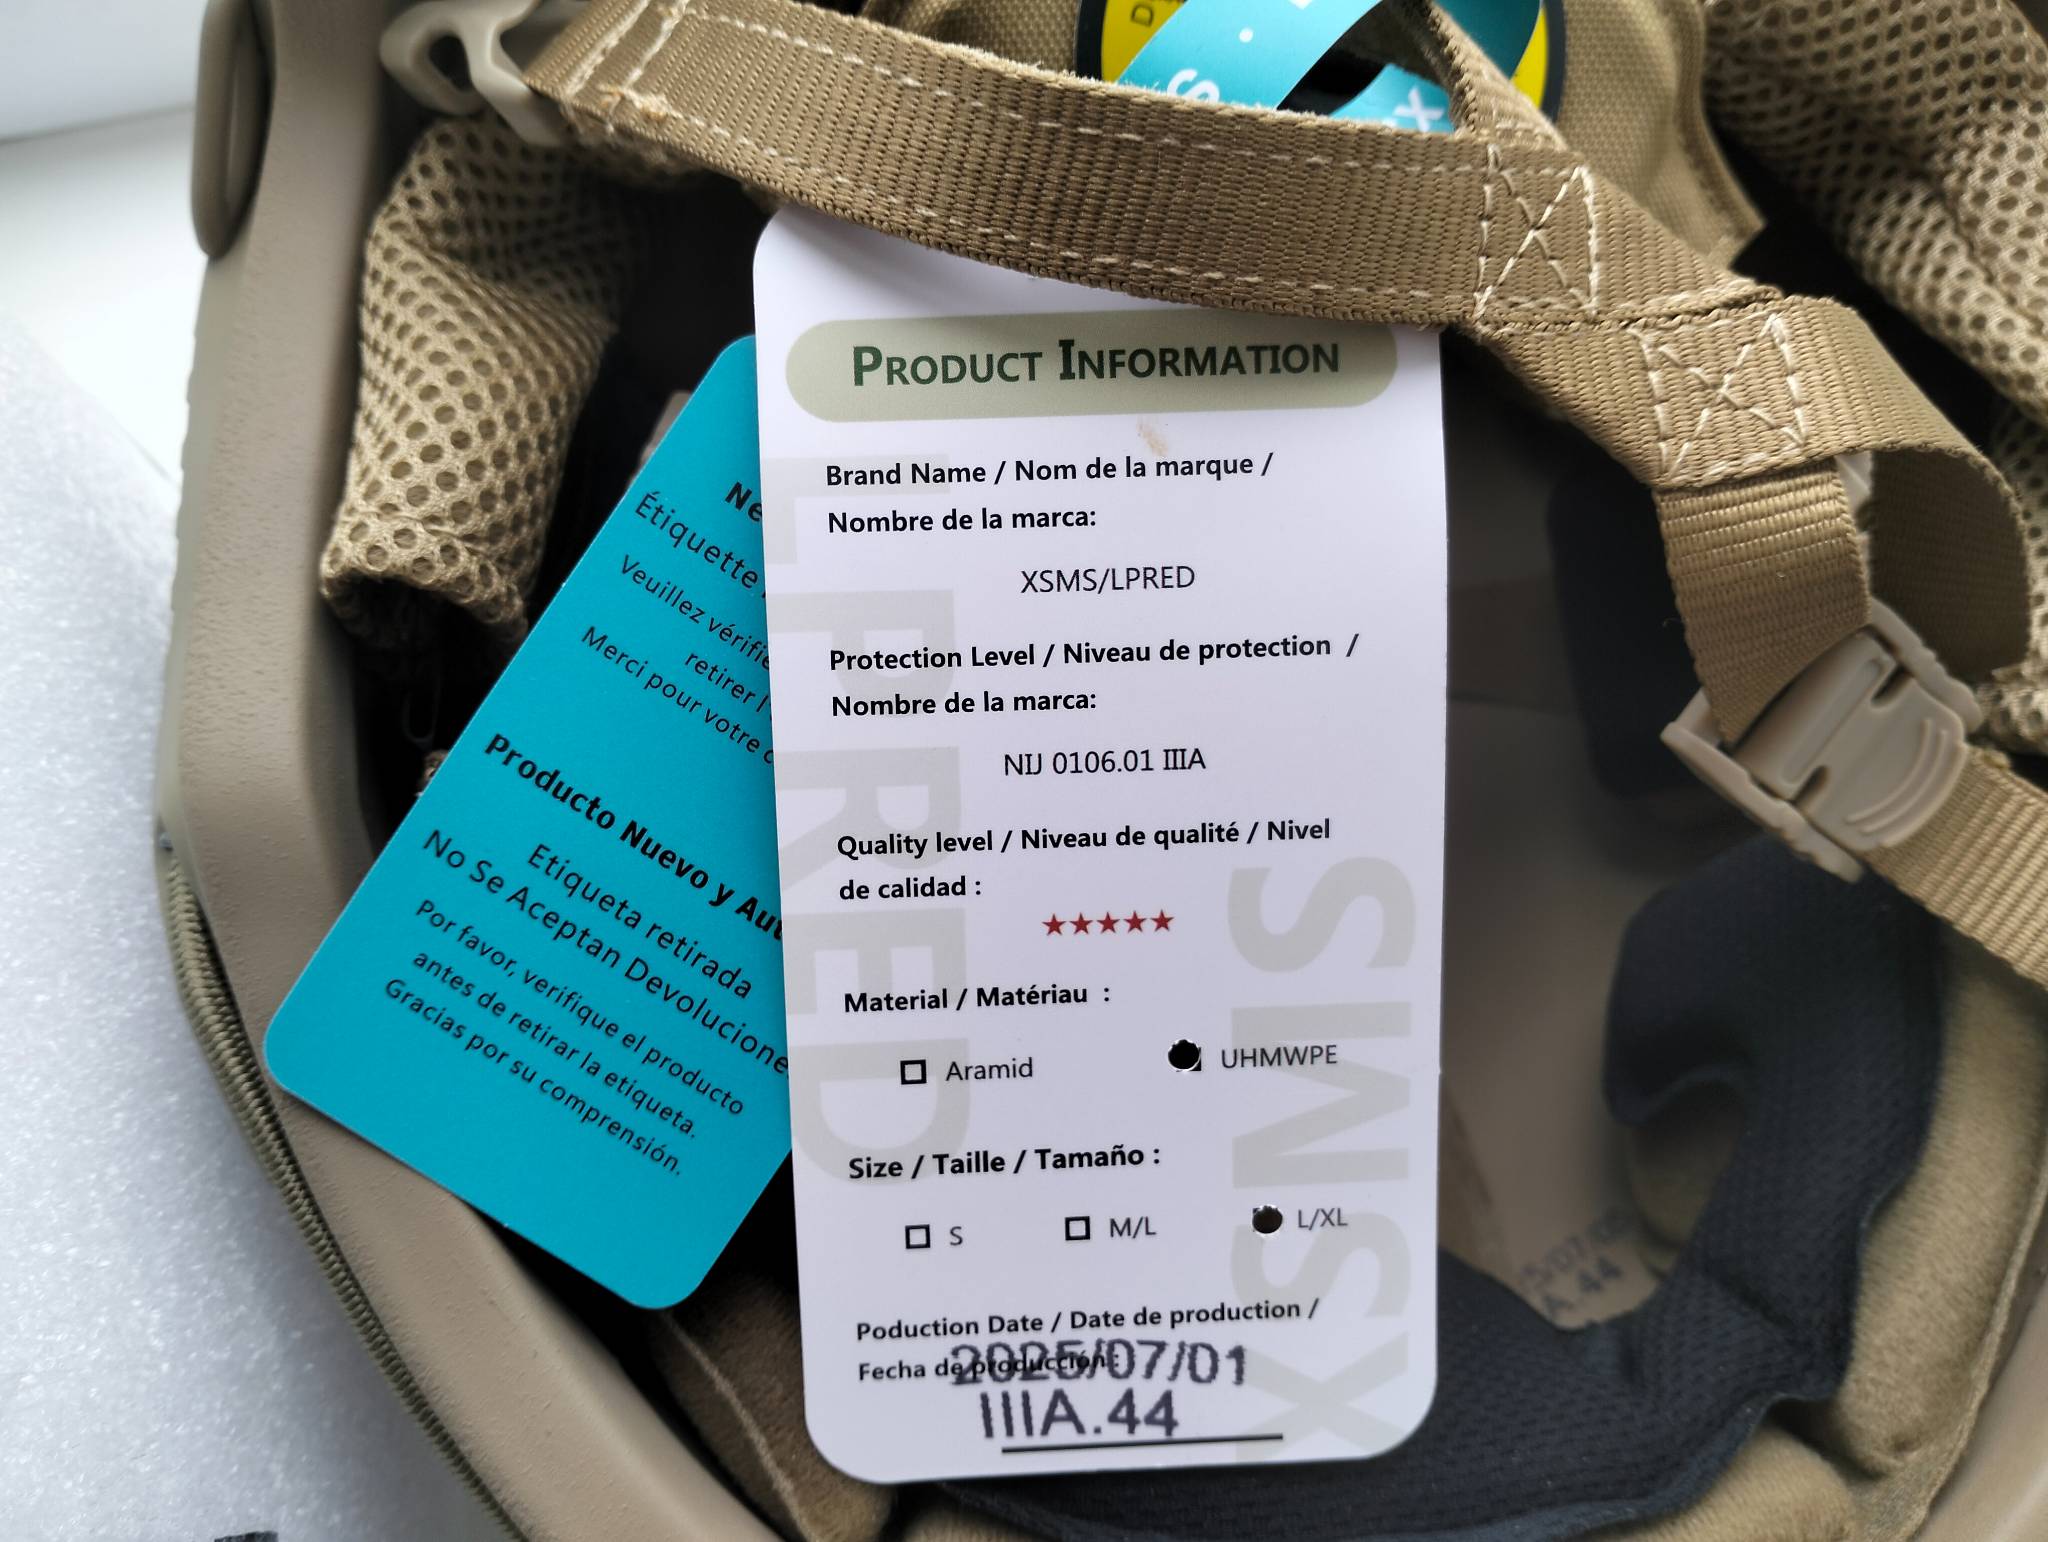 PRODUCT INFORMATION
Brand Name / Nom de la marque /
Nombre de la marca:
XSMS/LPRED
Protection Level / Niveau de protection /
Nombre de la marca:
NIJ 0106.01 IIIA
Quality level / Niveau de qualité / Nivel
de calidad :
★★★★★
Material / Matériau :
Aramid UHMWPE
Size / Taille / Tamaño :
S M/L L/XL
Poduction Date / Date de production /
Fecha de producción:
2025/07/01
IIIA.44
LPRED
XSMS
Étiquette
Veuillez
retirer
Merci pour votre
Producto Nuevo y
Etiqueta retirada
No Se Aceptan
Por favor, verifique el producto
antes de retirar la etiqueta.
Gracias por su comprensión.
A.44